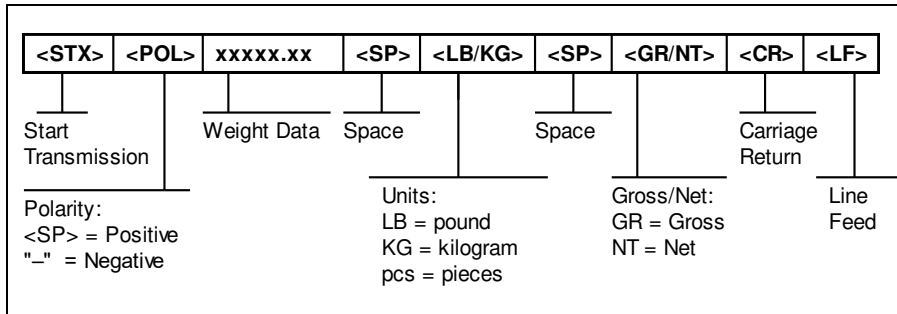 <STX> <POL> xxxxx.xx <SP> <LB/KG> <SP> <GR/NT> <CR> <LF>
Start
Transmission
Weight Data
Space
Space
Carriage
Return
Polarity:
<SP> = Positive
"–" = Negative
Units:
LB = pound
KG = kilogram
pcs = pieces
Gross/Net:
GR = Gross
NT = Net
Line
Feed